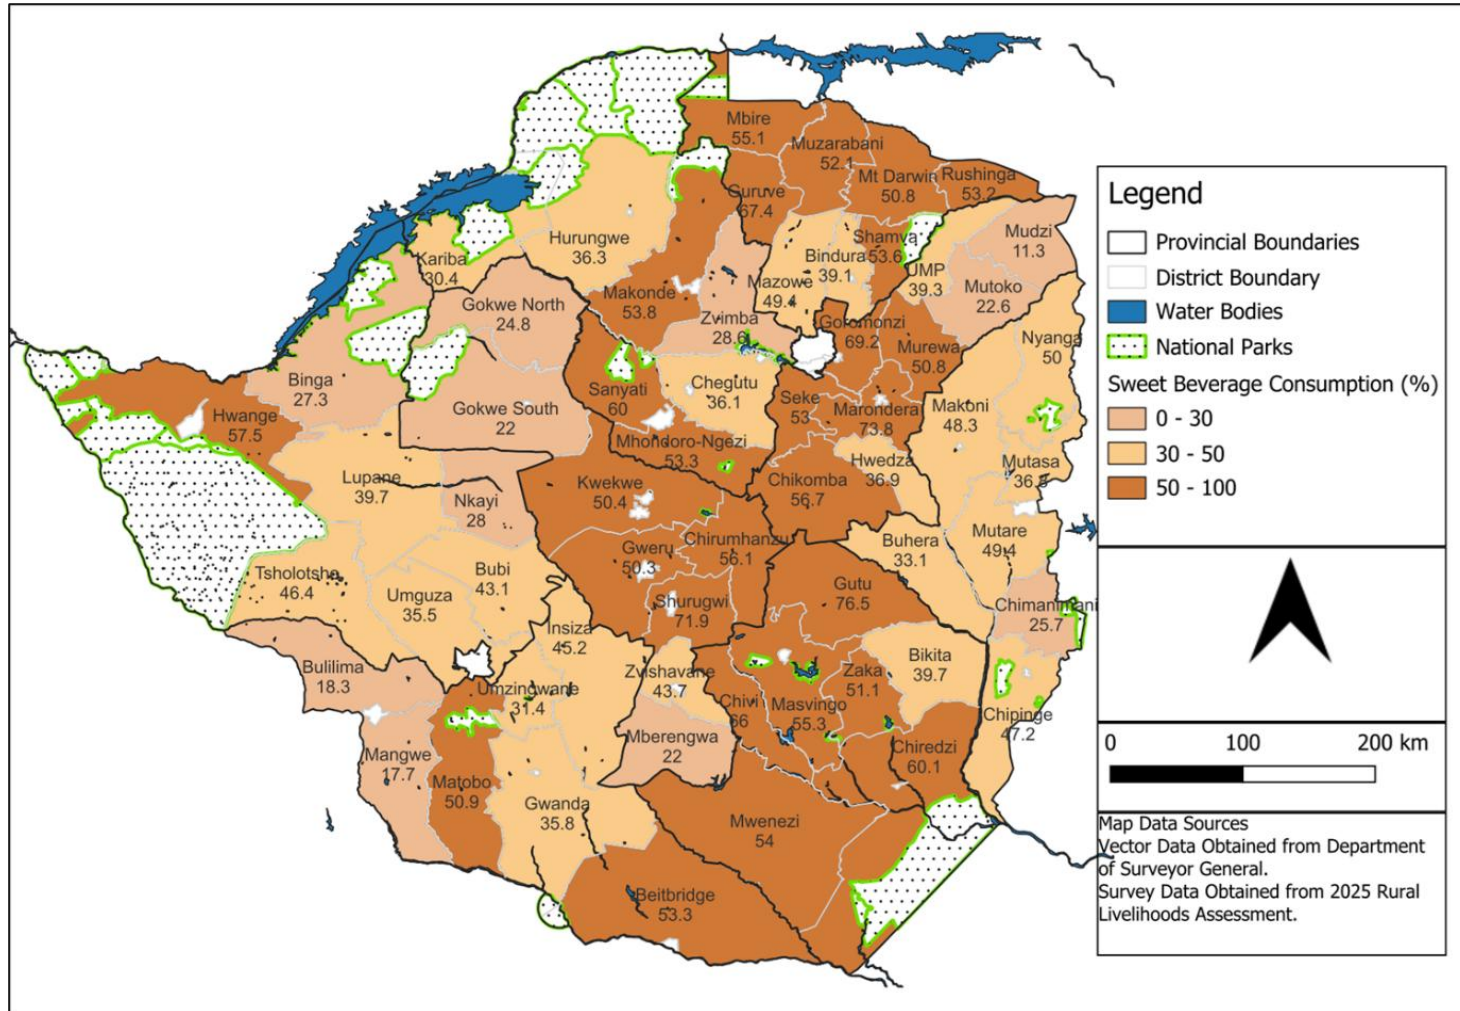 Mbire
55.1
Muzarabani
52.1
Mt Darwin
50.8
Rushinga
53.2
Guruve
67.4
Mudzi
11.3
Hurungwe
36.3
Shamva
53.6
Bindura
39.1
Kariba
30.4
UMP
39.3
Mazowe
49.4
Mutoko
22.6
Makonde
53.8
Gokwe North
24.8
Zvimba
28.6
Goromonzi
69.2
Murewa
50.8
Nyanga
50
Binga
27.3
Sanyati
60
Chegutu
36.1
Seke
53
Marondera
73.8
Makoni
48.3
Gokwe South
22
Hwange
57.5
Mhondoro-Ngezi
53.3
Hwedza
36.9
Mutasa
Lupane
39.7
Kwekwe
50.4
Chikomba
56.7
Nkayi
28
Mutare
49.4
Chirumhanzu
56.1
Buhera
33.1
Gweru
50.3
Bubi
43.1
Tsholotsho
46.4
Gutu
76.5
Umguza
35.5
Shurugwi
71.9
Chimanimani
25.7
Insiza
45.2
Bikita
39.7
Bulilima
18.3
Zvishavane
43.7
Zaka
51.1
Umzingwane
31.4
Chivi
66
Masvingo
55.3
Chipinge
47.2
Mberengwa
22
Chiredzi
60.1
Mangwe
17.7
Matobo
50.9
Gwanda
35.8
Mwenezi
54
Beitbridge
53.3
Legend
Provincial Boundaries
District Boundary
Water Bodies
National Parks
Sweet Beverage Consumption (%)
0 - 30
30 - 50
50 - 100
0 100 200 km
Map Data Sources
Vector Data Obtained from Department
of Surveyor General.
Survey Data Obtained from 2025 Rural
Livelihoods Assessment.